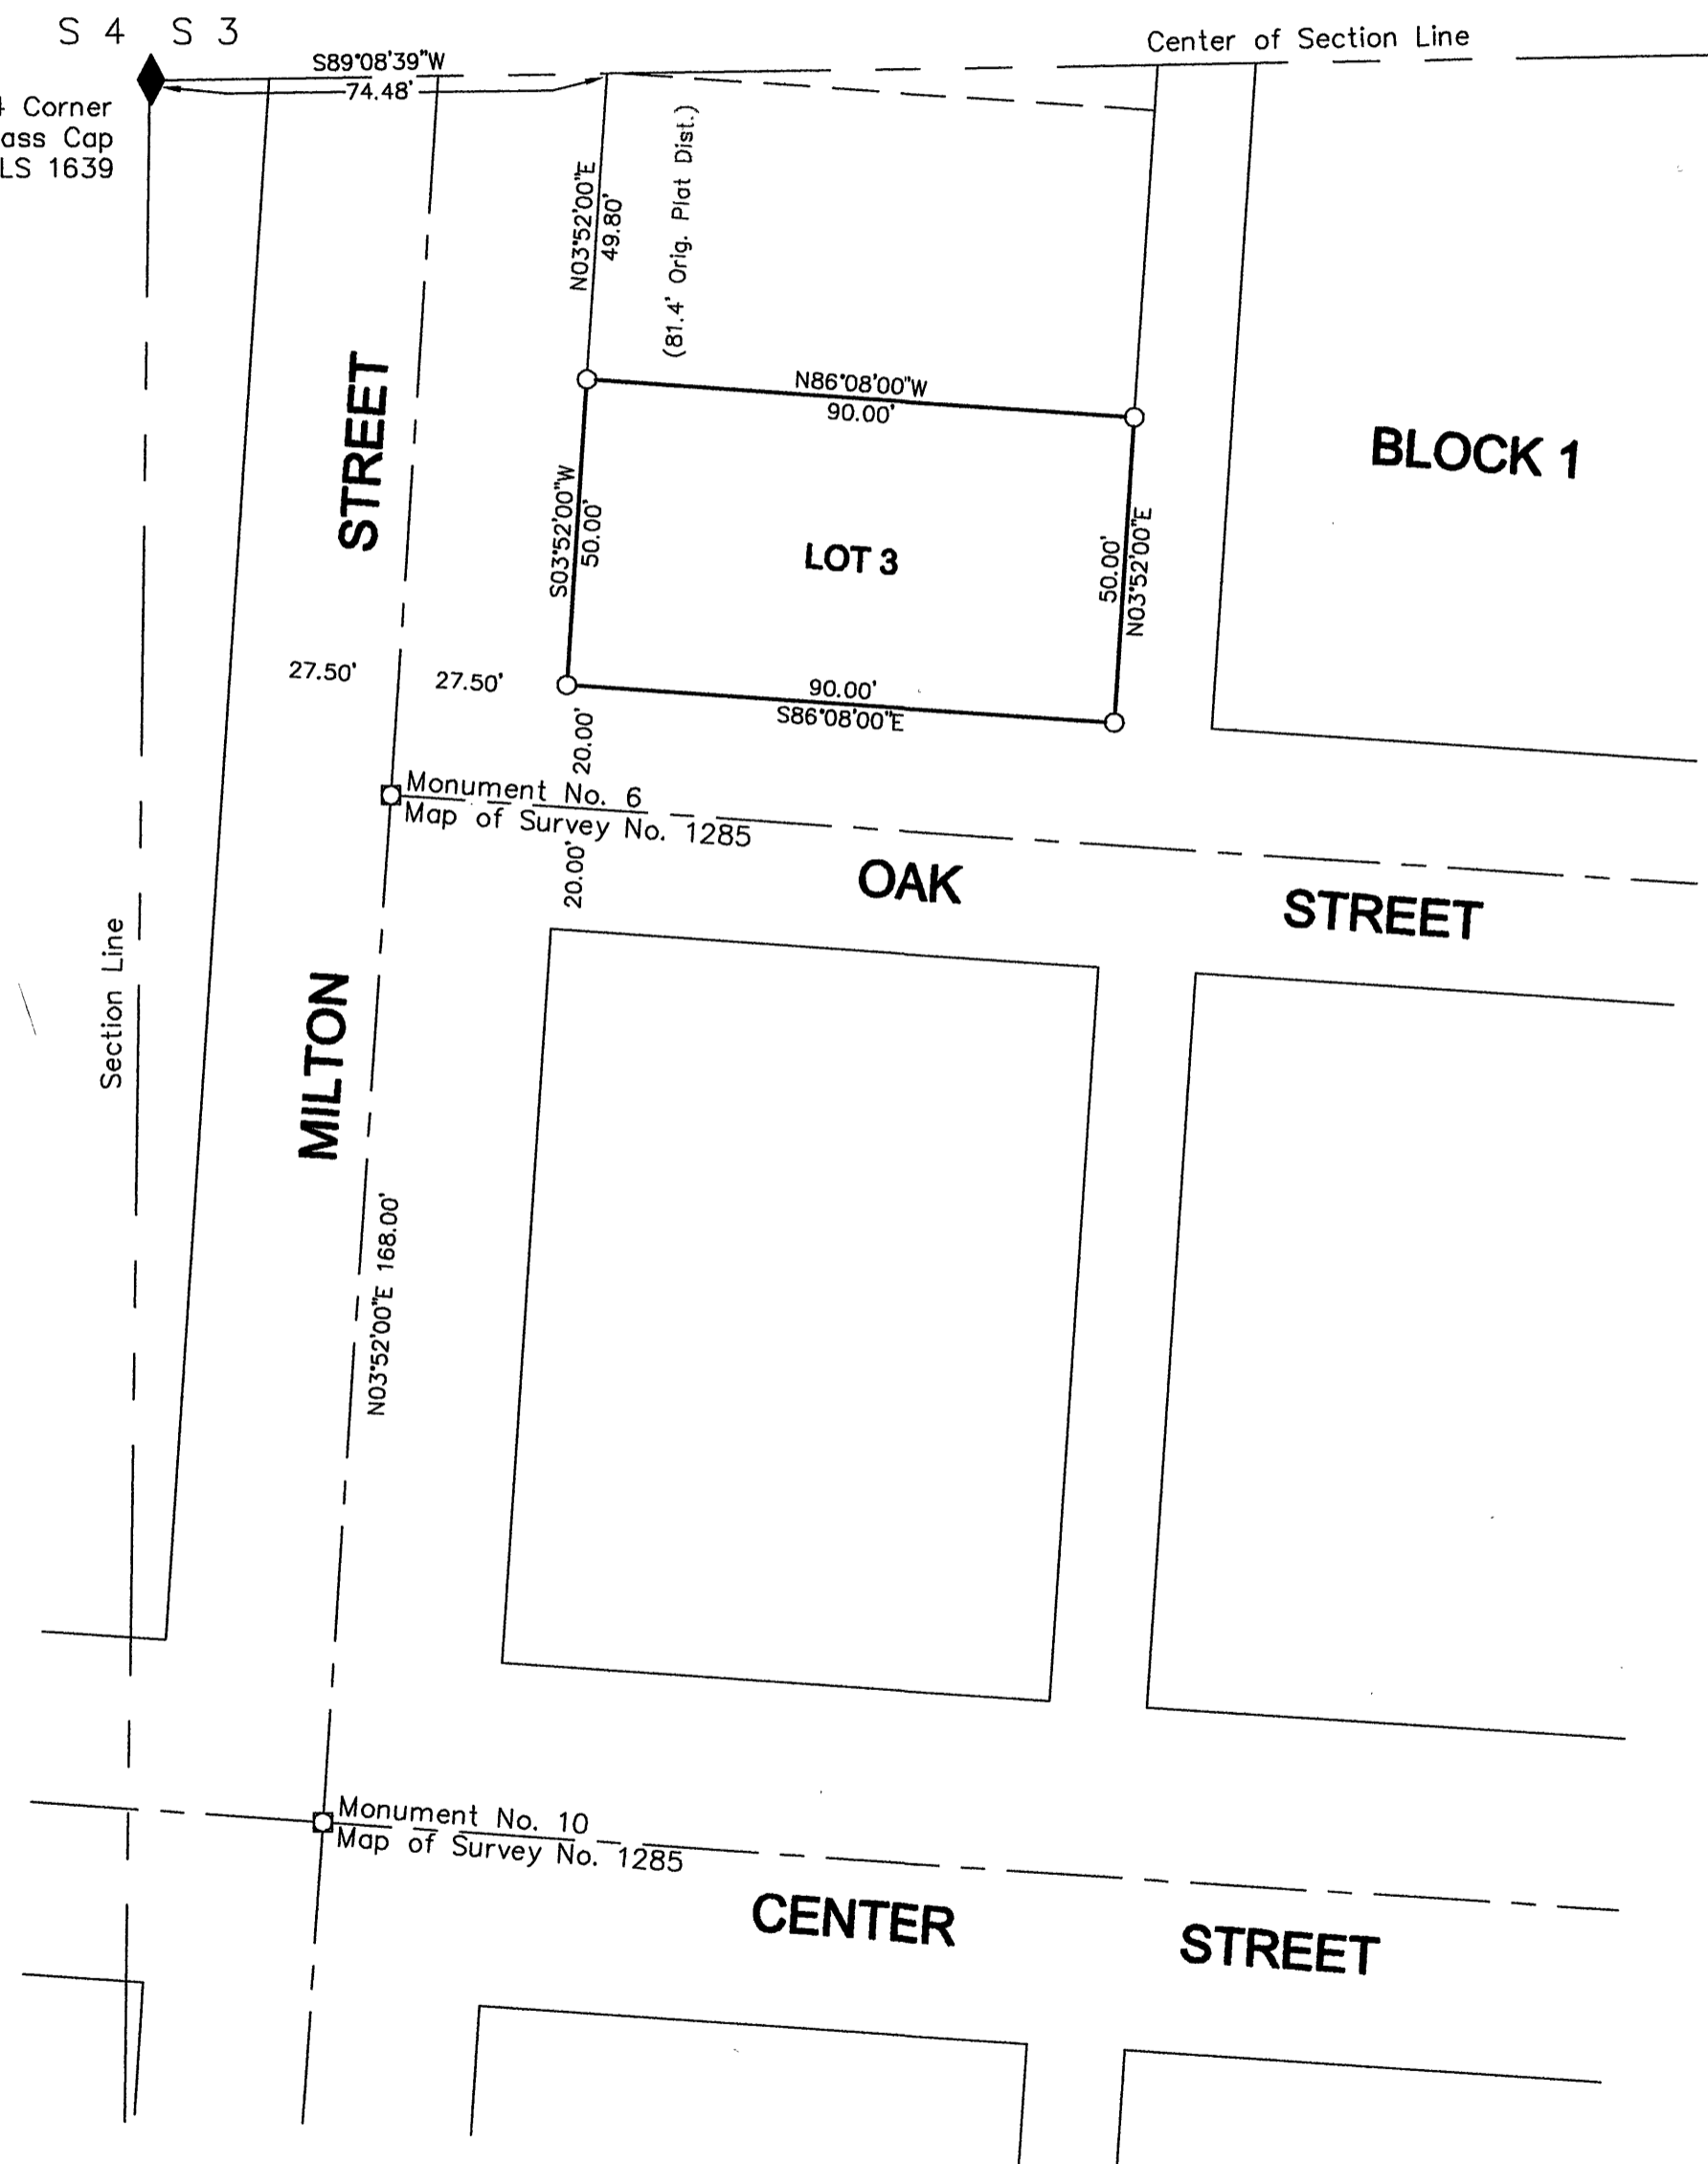 S 4 S 3
Center of Section Line
S89°08'39"W
74.48'
Corner
Cap
LS 1639
N03°52'00"E
49.80'
(81.4' Orig. Plat Dist.)
N86°08'00"W
90.00'
STREET
BLOCK 1
S03°52'00"W
50.00'
LOT 3
50.00'
N03°52'00"E
27.50'
27.50'
90.00'
S86°08'00"E
20.00'
Monument No. 6
Map of Survey No. 1285
20.00'
OAK
STREET
Section Line
MILTON
N03°52'00"E 168.00'
Monument No. 10
Map of Survey No. 1285
CENTER
STREET